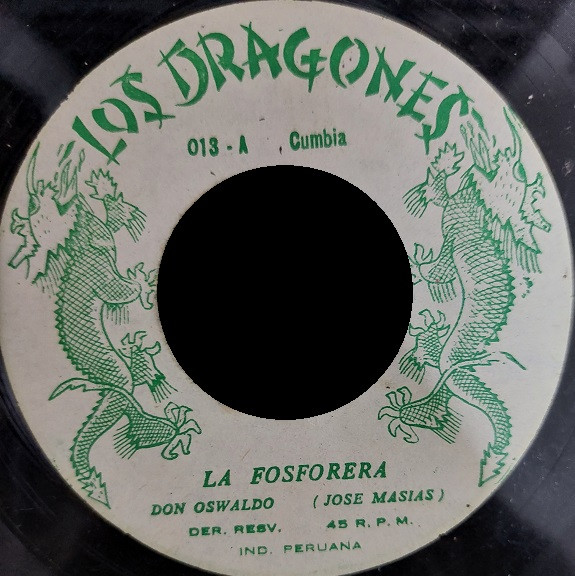 LOS DRAGONES
013 - A , Cumbia
LA FOSFORERA
DON OSWALDO (JOSE MASIAS)
DER. RESV. 45 R. P. M.
IND. PERUANA